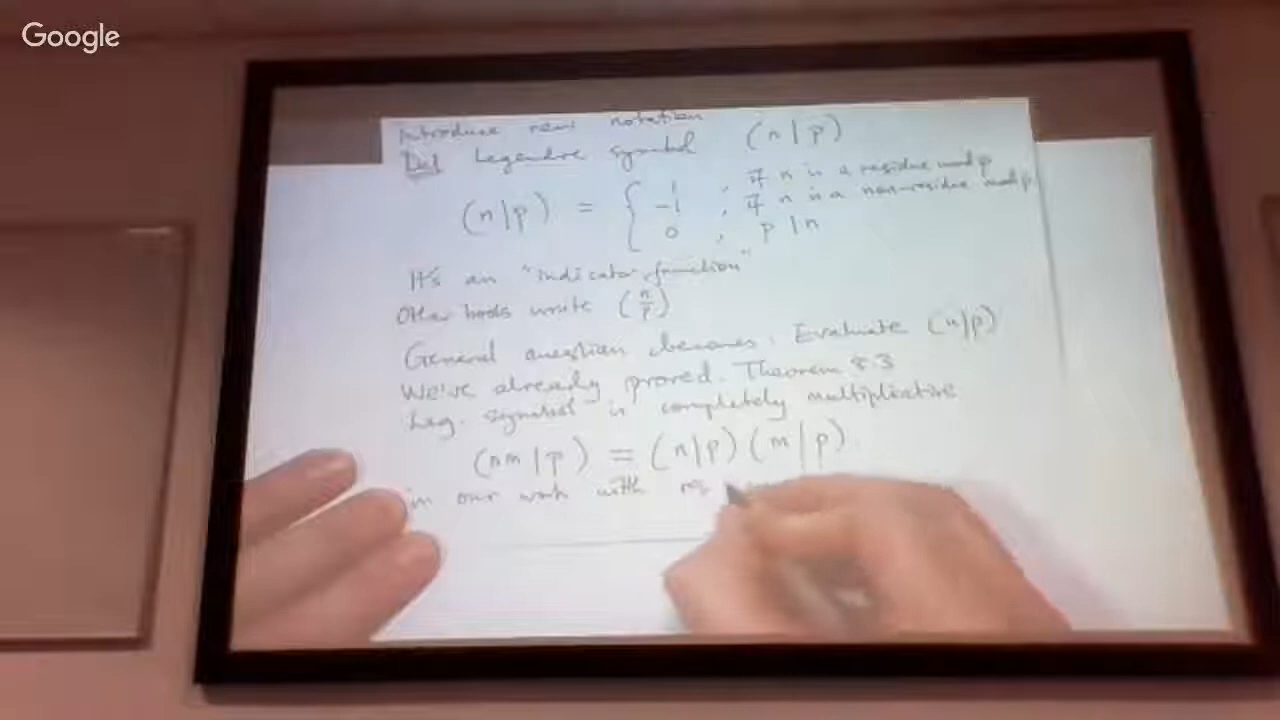 Google
Introduce new notation
Def Legendre symbol (n|p)
(n|p) = { 1 , if n is a residue mod p
-1 , if n is a non-residue mod p
0 , p|n
It's an "indicator function"
Other books write (n/p)
General question becomes, Evaluate (n|p)
We've already proved. Theorem 8.3
Leg. symbol is completely multiplicative
(nm|p) = (n|p)(m|p).
in our work with res